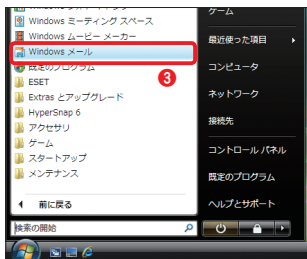 Windows ミーティング スペース
Windows ムービー メーカー
Windows メール
既定のプログラム
ESET
Extras とアップグレード
HyperSnap 6
アクセサリ
ゲーム
スタートアップ
メンテナンス
前に戻る
検索の開始
3
ゲーム
最近使った項目
コンピュータ
ネットワーク
接続先
コントロール パネル
既定のプログラム
ヘルプとサポート